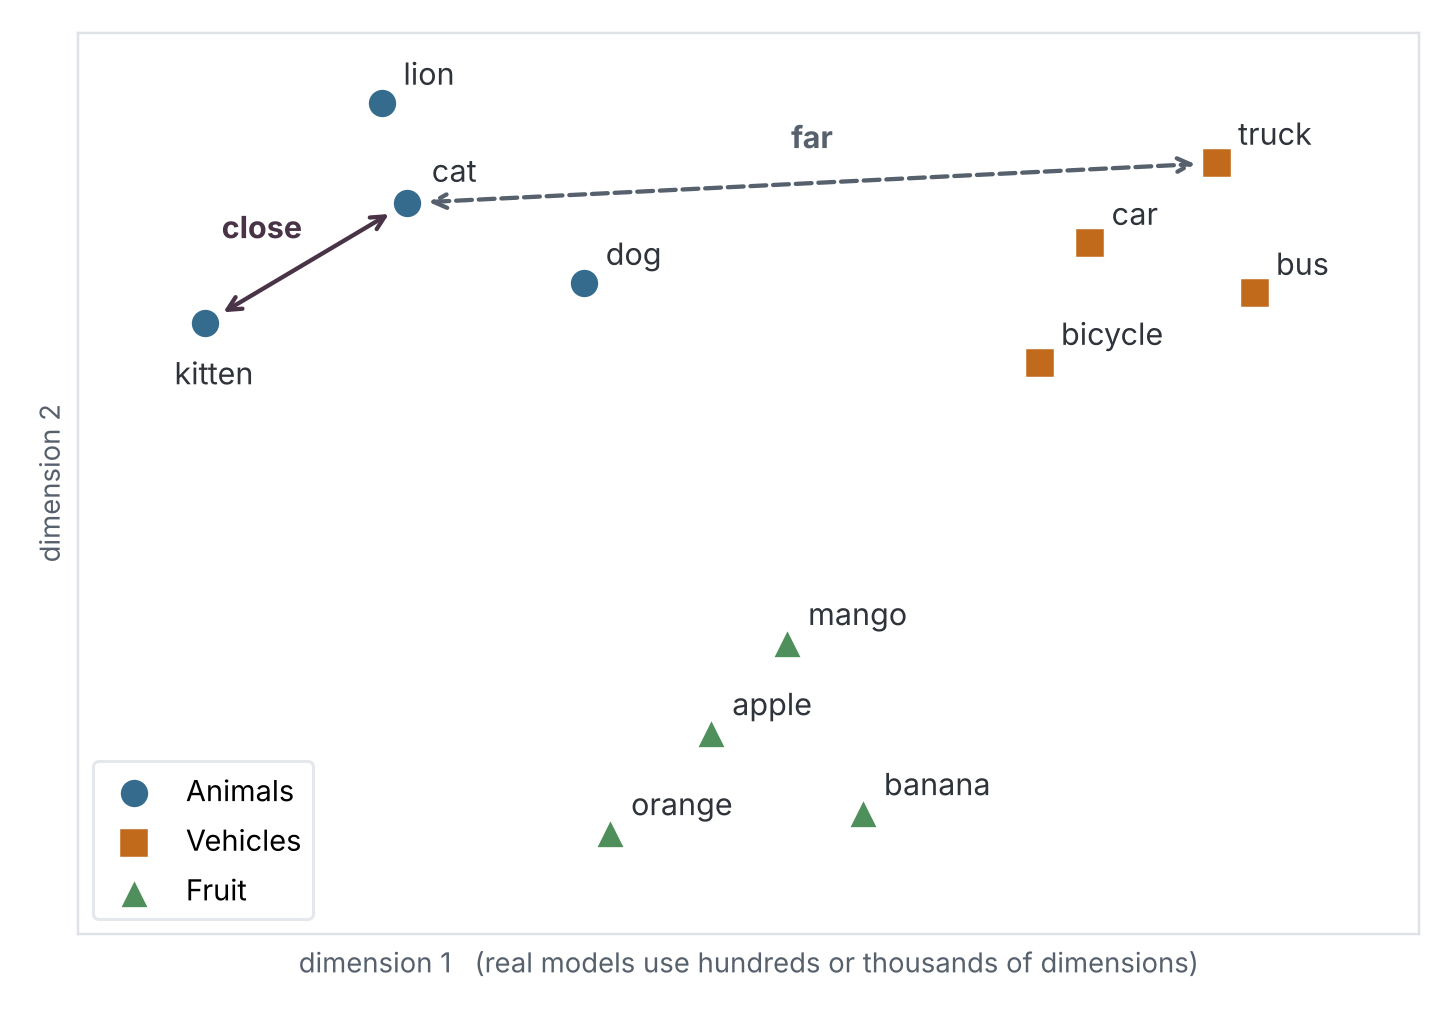 lion
far
truck
cat
car
close
dog
bus
bicycle
kitten
dimension 2
mango
apple
banana
orange
Animals
Vehicles
Fruit
dimension 1 (real models use hundreds or thousands of dimensions)